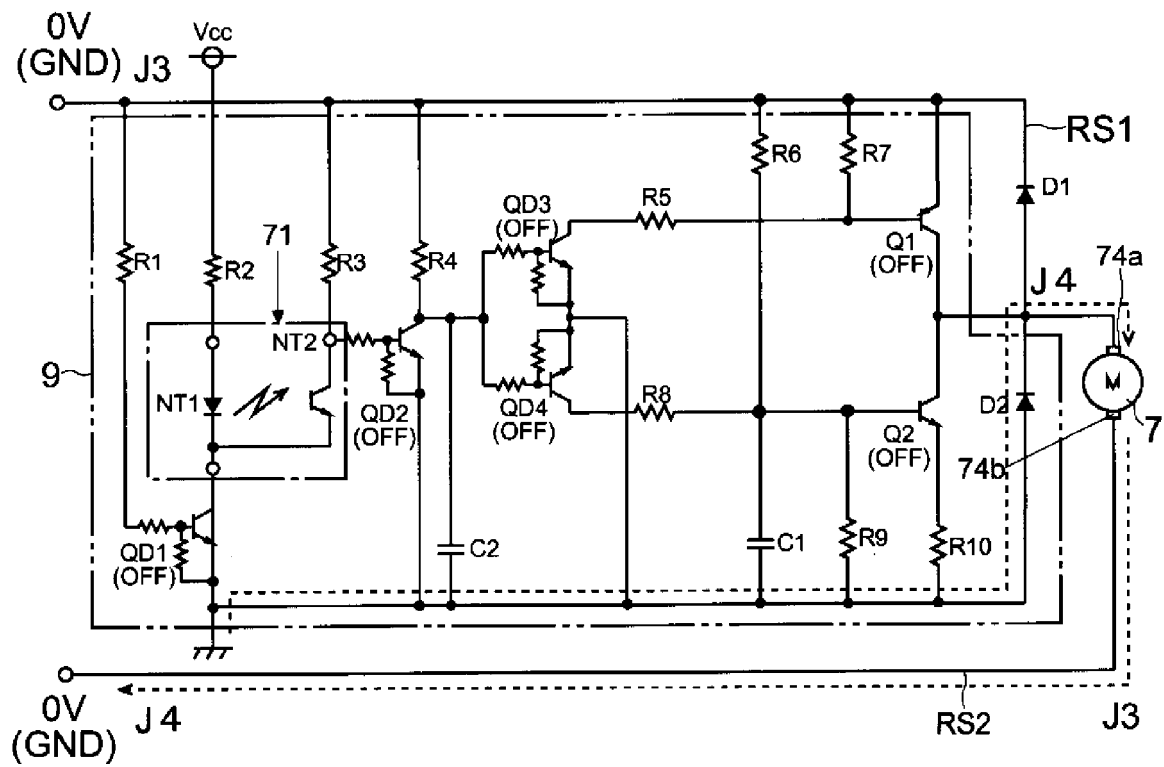 0V
(GND)
J3
Vcc
RS1
R6
R7
D1
R5
QD3
(OFF)
71
Q1
(OFF)
74a
R1
R2
R3
R4
J4
NT2
9
M
NT1
R8
D2
7
QD2
(OFF)
QD4
(OFF)
Q2
(OFF)
74b
QD1
(OFF)
C2
C1
R9
R10
0V
(GND)
J4
RS2
J3